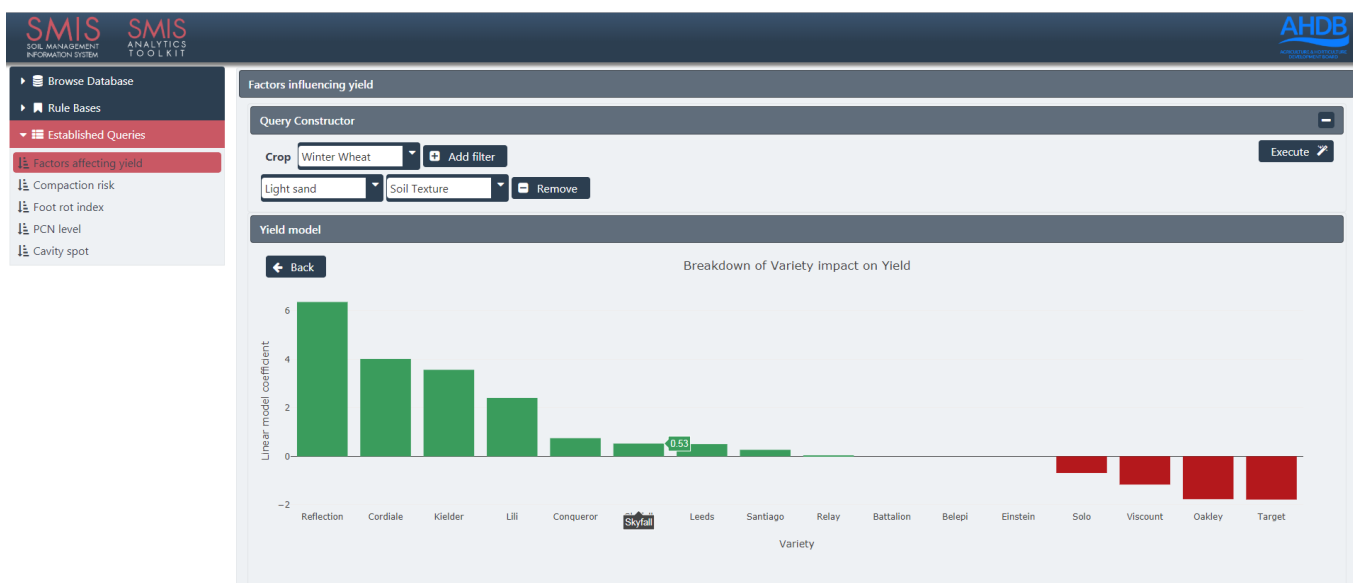 SMIS
SOIL MANAGEMENT
INFORMATION SYSTEM
SMIS
ANALYTICS
TOOLKIT
AHDB
AGRICULTURE & HORTICULTURE
DEVELOPMENT BOARD
Browse Database
Rule Bases
Established Queries
Factors affecting yield
Compaction risk
Foot rot index
PCN level
Cavity spot
Factors influencing yield
Query Constructor
Crop Winter Wheat Add filter
Execute
Light sand Soil Texture Remove
Yield model
Back
Breakdown of Variety impact on Yield
Linear model coefficient
6
4
2
0
−2
0.53
Reflection Cordiale Kielder Lili Conqueror Skyfall Leeds Santiago Relay Battalion Belepi Einstein Solo Viscount Oakley Target
Variety